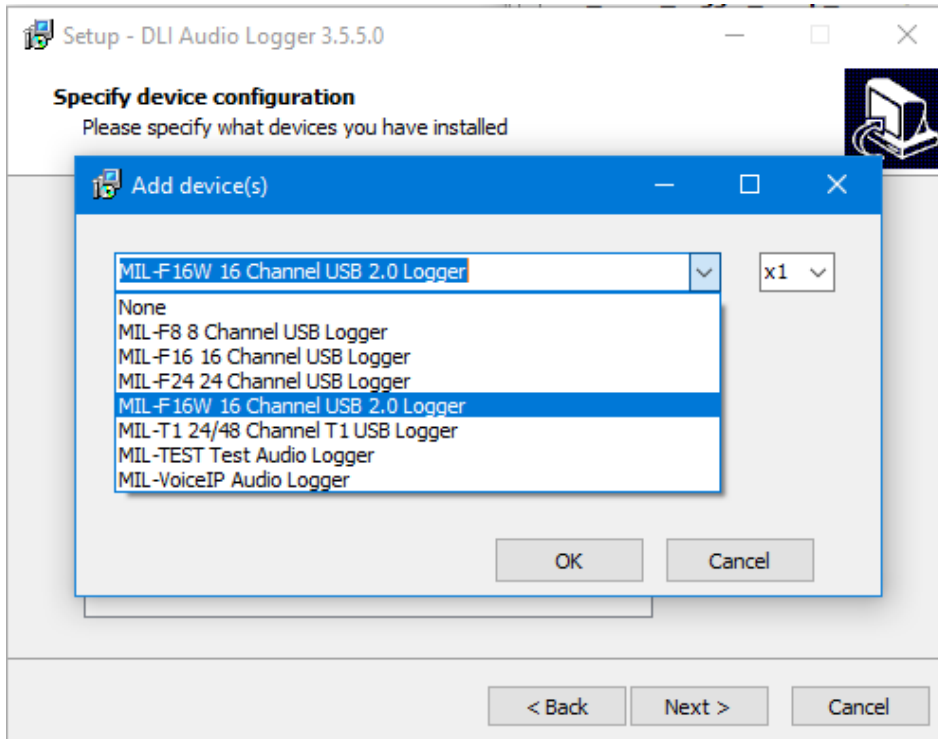 Setup - DLI Audio Logger 3.5.5.0
Specify device configuration
Please specify what devices you have installed
Add device(s)
MIL-F16W 16 Channel USB 2.0 Logger
x1
None
MIL-F8 8 Channel USB Logger
MIL-F16 16 Channel USB Logger
MIL-F24 24 Channel USB Logger
MIL-F16W 16 Channel USB 2.0 Logger
MIL-T1 24/48 Channel T1 USB Logger
MIL-TEST Test Audio Logger
MIL-VoiceIP Audio Logger
OK
Cancel
< Back
Next >
Cancel